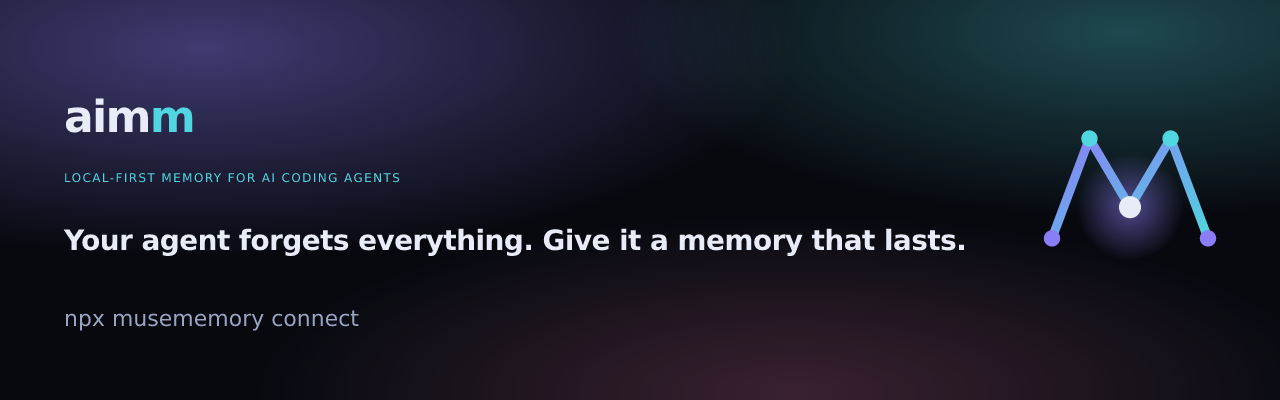 aimm
LOCAL-FIRST MEMORY FOR AI CODING AGENTS
Your agent forgets everything. Give it a memory that lasts.
npx musememory connect